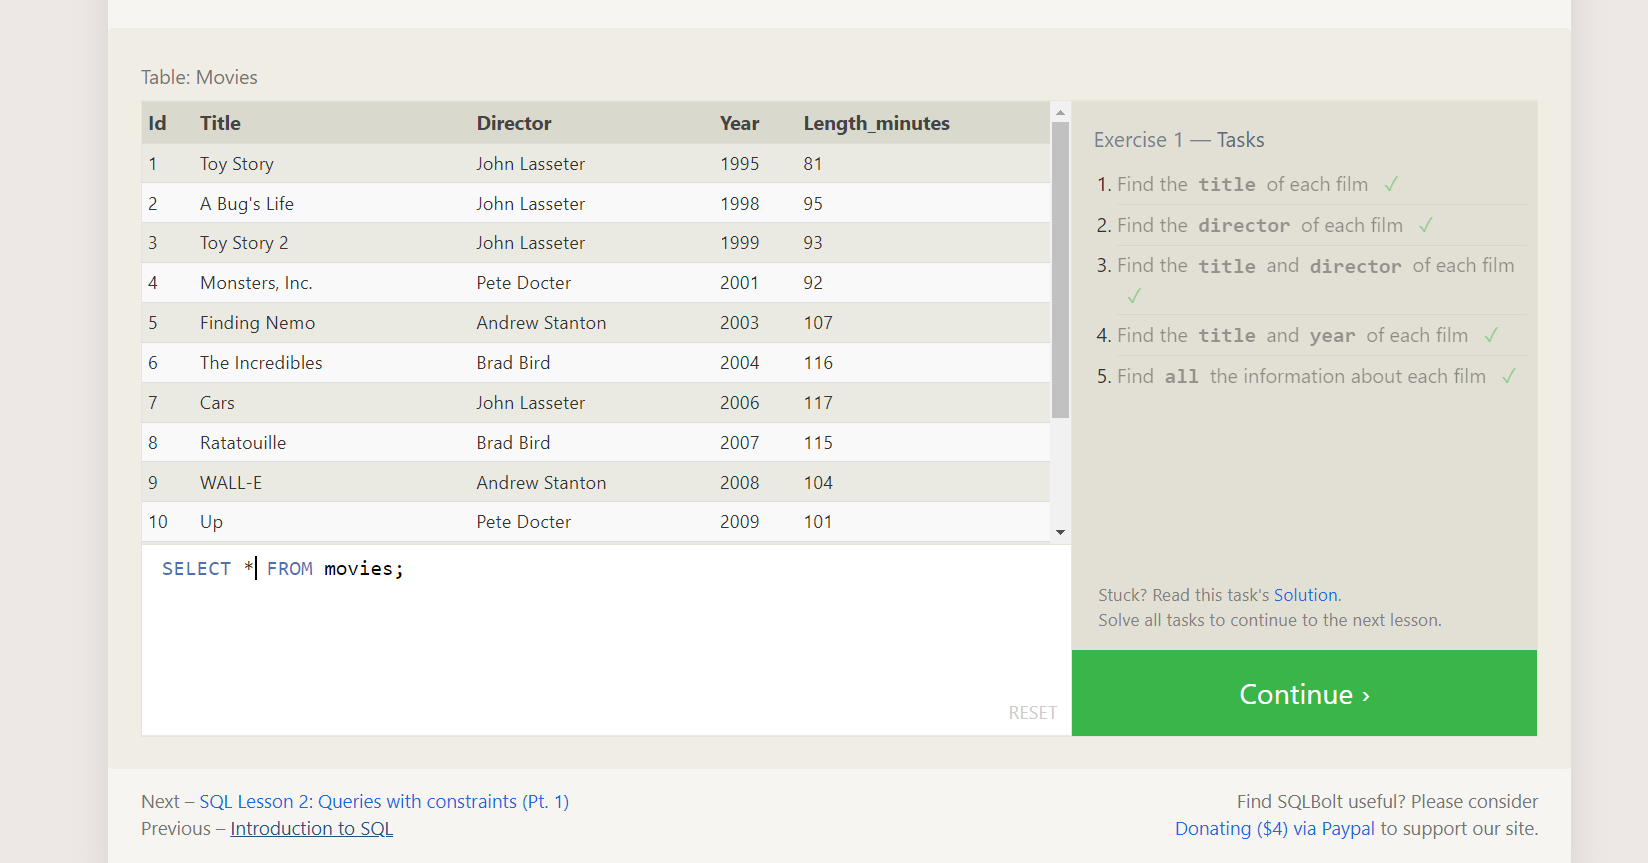 Table: Movies
Id Title Director Year Length_minutes
1 Toy Story John Lasseter 1995 81
2 A Bug's Life John Lasseter 1998 95
3 Toy Story 2 John Lasseter 1999 93
4 Monsters, Inc. Pete Docter 2001 92
5 Finding Nemo Andrew Stanton 2003 107
6 The Incredibles Brad Bird 2004 116
7 Cars John Lasseter 2006 117
8 Ratatouille Brad Bird 2007 115
9 WALL-E Andrew Stanton 2008 104
10 Up Pete Docter 2009 101
SELECT * FROM movies;
RESET
Exercise 1 — Tasks
1. Find the title of each film ✓
2. Find the director of each film ✓
3. Find the title and director of each film
✓
4. Find the title and year of each film ✓
5. Find all the information about each film ✓
Stuck? Read this task's Solution.
Solve all tasks to continue to the next lesson.
Continue ›
Next – SQL Lesson 2: Queries with constraints (Pt. 1)
Previous – Introduction to SQL
Find SQLBolt useful? Please consider
Donating ($4) via Paypal to support our site.